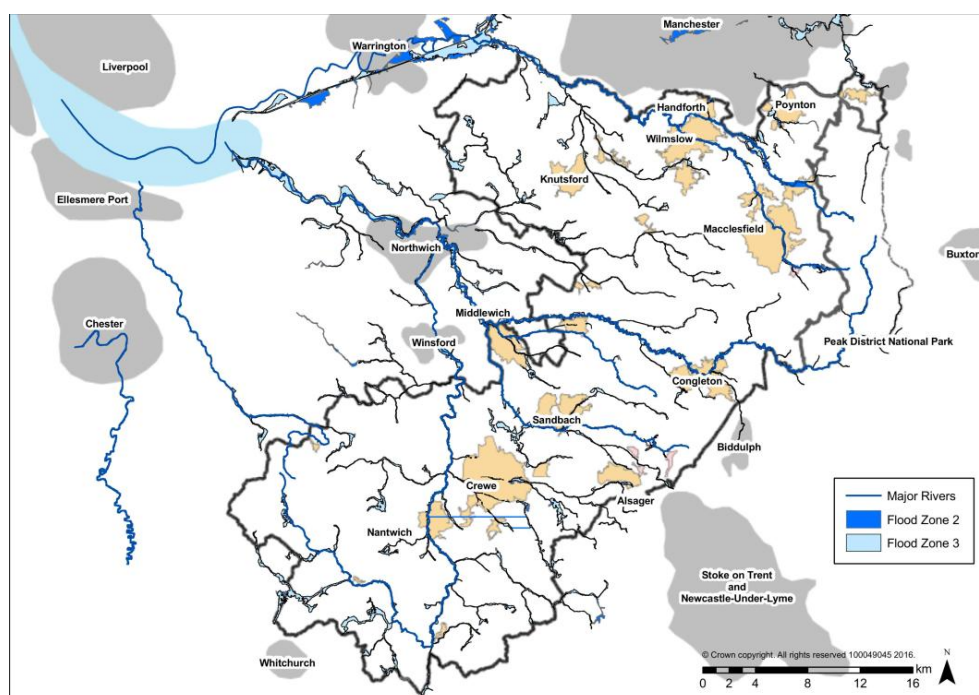 Manchester
Warrington
Liverpool
Handforth
Poynton
Wilmslow
Knutsford
Ellesmere Port
Macclesfield
Northwich
Buxton
Middlewich
Chester
Winsford
Peak District National Park
Congleton
Sandbach
Biddulph
Crewe
Alsager
Nantwich
Major Rivers
Flood Zone 2
Flood Zone 3
Stoke on Trent
and
Newcastle-Under-Lyme
Whitchurch
© Crown copyright. All rights reserved 100049045 2016.
N
km
0 2 4 8 12 16